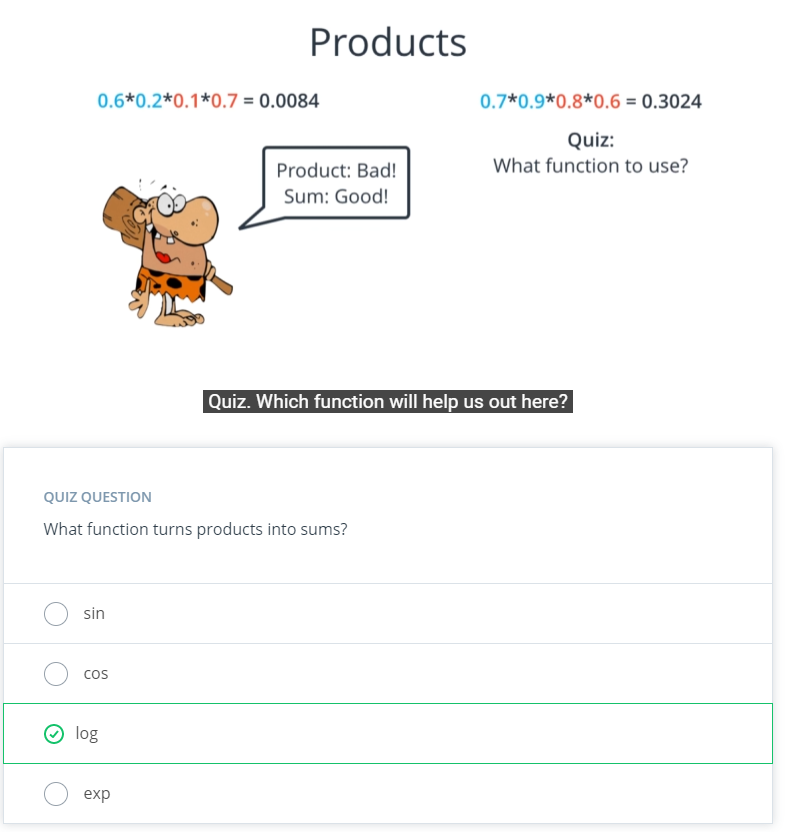 Products
0.6*0.2*0.1*0.7 = 0.0084
0.7*0.9*0.8*0.6 = 0.3024
Quiz:
What function to use?
Product: Bad!
Sum: Good!
Quiz. Which function will help us out here?
QUIZ QUESTION
What function turns products into sums?
sin
cos
log
exp